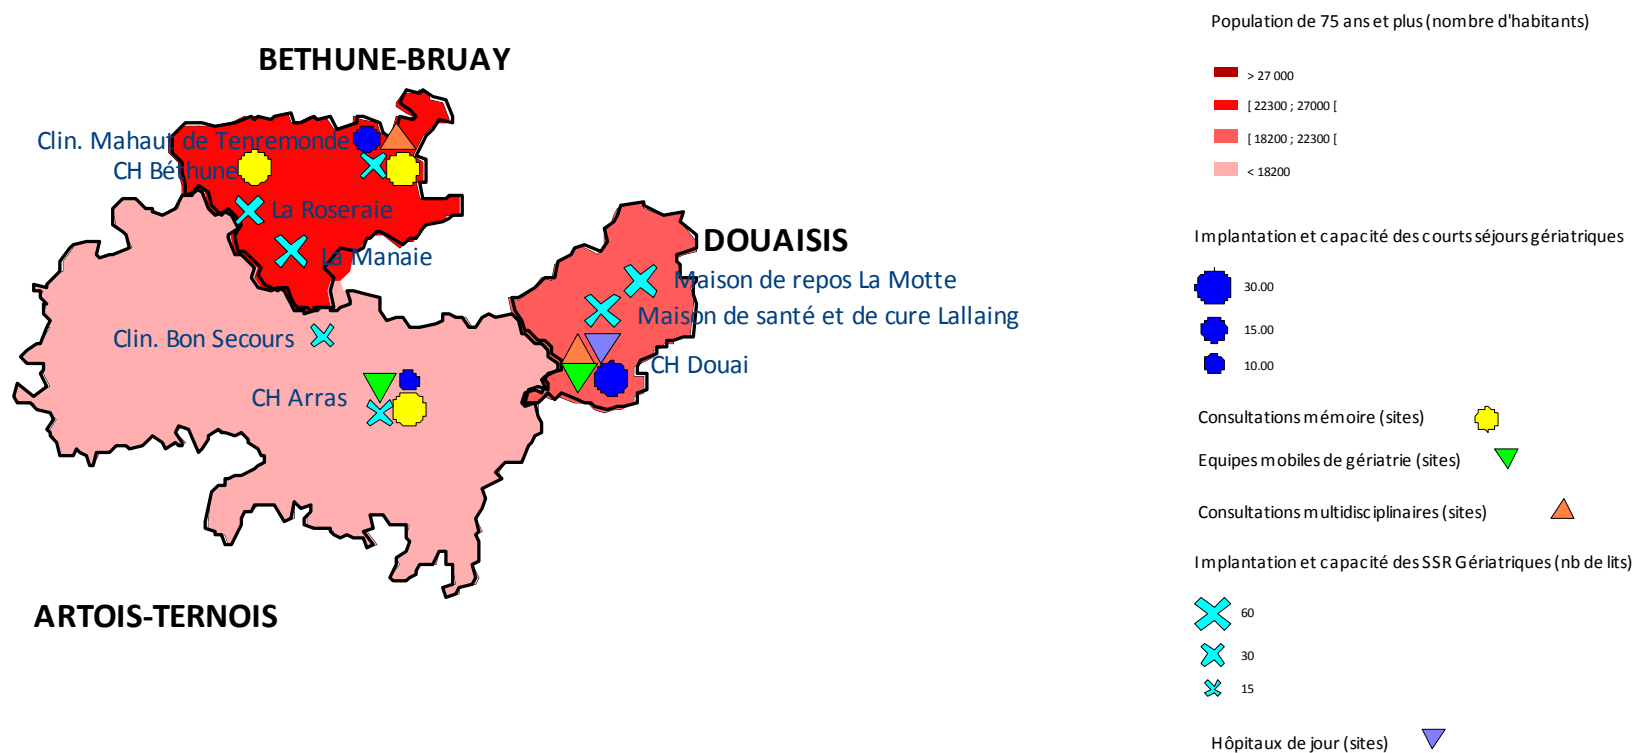 Population de 75 ans et plus (nombre d'habitants)
BETHUNE-BRUAY
> 27 000
[ 22300 ; 27000 [
[ 18200 ; 22300 [
< 18200
Clin. Mahaut de Tenremonde
CH Béthune
La Roseraie
La Manaie
DOUAISIS
Maison de repos La Motte
Maison de santé et de cure Lallaing
CH Douai
Clin. Bon Secours
CH Arras
ARTOIS-TERNOIS
Implantation et capacité des courts séjours gériatriques
30.00
15.00
10.00
Consultations mémoire (sites)
Equipes mobiles de gériatrie (sites)
Consultations multidisciplinaires (sites)
Implantation et capacité des SSR Gériatriques (nb de lits)
60
30
15
Hôpitaux de jour (sites)